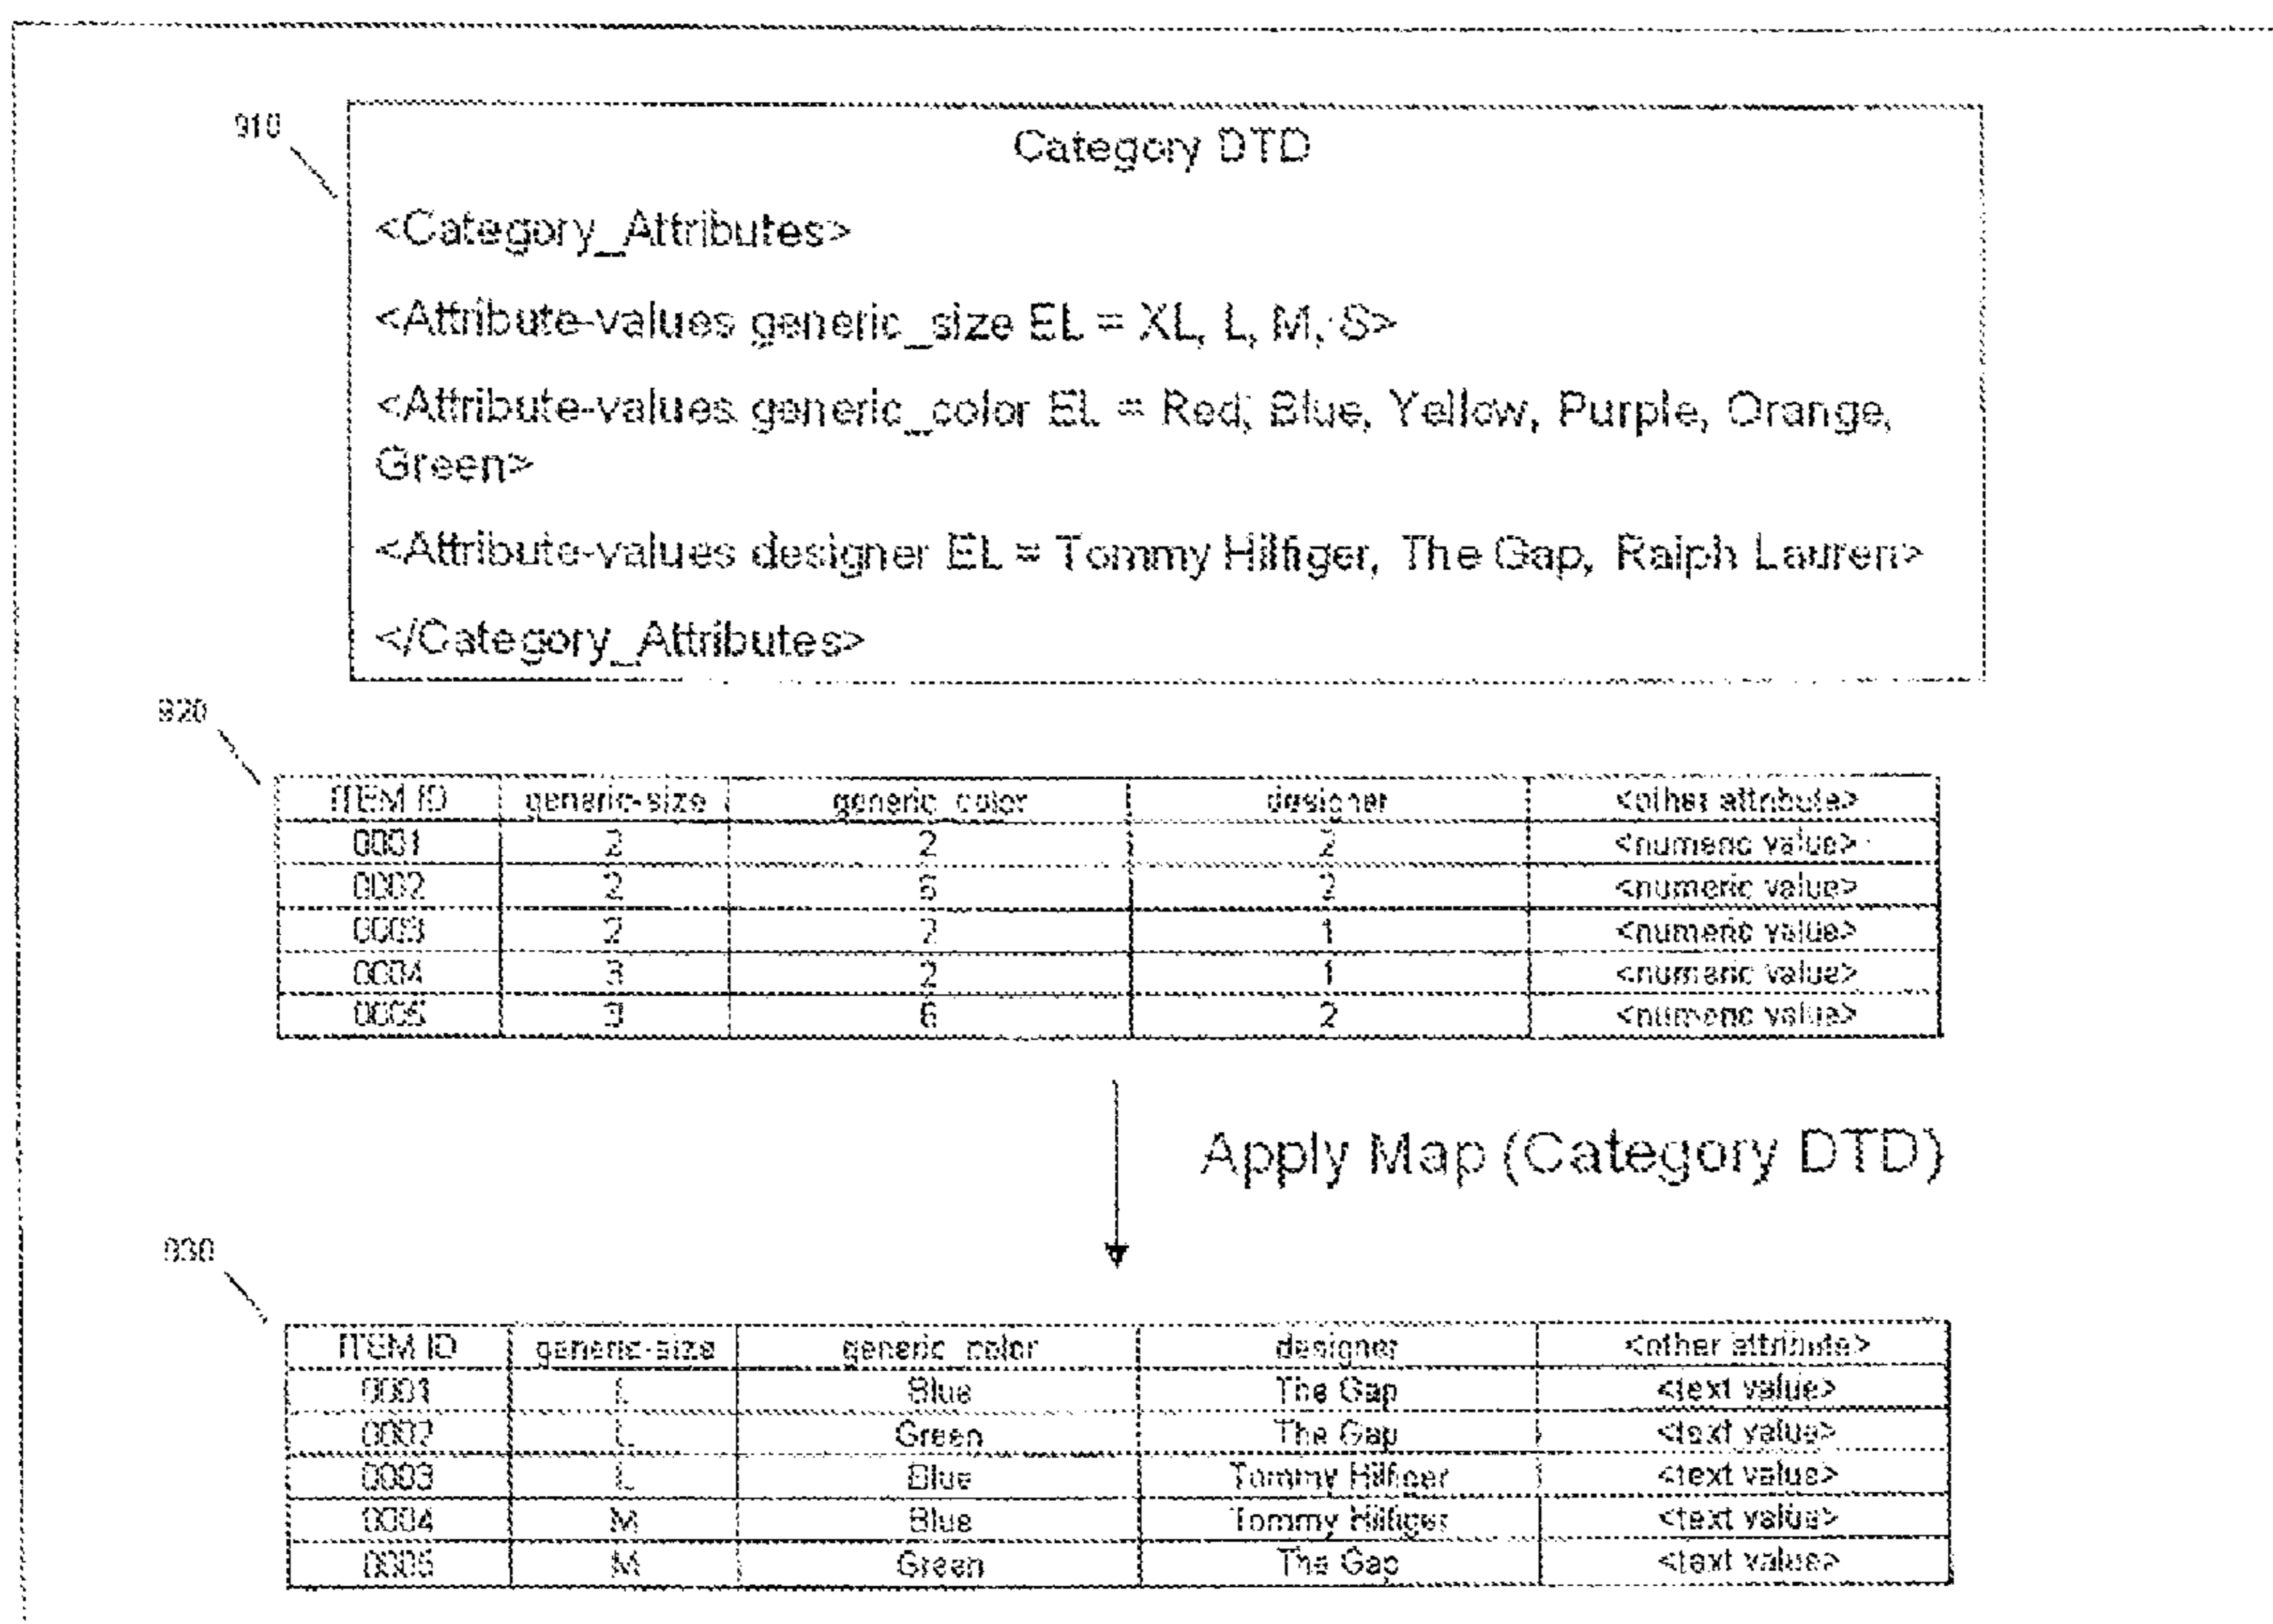 910
Category DTD
<Category_Attributes>
<Attribute-values generic_size EL = XL, L, M, S>
<Attribute-values generic_color EL = Red, Blue, Yellow, Purple, Orange,
Green>
<Attribute-values designer EL = Tommy Hilfiger, The Gap, Ralph Lauren>
</Category_Attributes>
920
ITEM ID generic-size generic_color designer <other attribute>
0001 2 2 2 <numeric value>
0002 2 6 2 <numeric value>
0003 2 2 1 <numeric value>
0004 3 2 1 <numeric value>
0005 3 6 2 <numeric value>
Apply Map (Category DTD)
930
ITEM ID generic-size generic_color designer <other attribute>
0001 L Blue The Gap <text value>
0002 L Green The Gap <text value>
0003 L Blue Tommy Hilfiger <text value>
0004 M Blue Tommy Hilfiger <text value>
0005 M Green The Gap <text value>